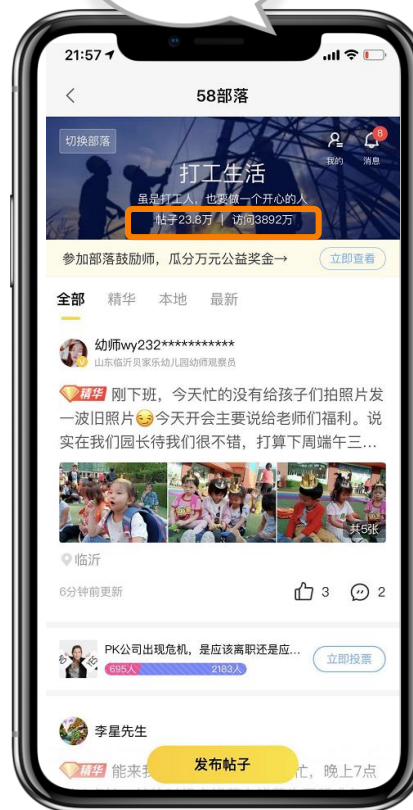 21:57
58部落
切换部落
我的
消息
8
打工生活
虽是打工人,也要做一个开心的人
帖子23.8万 | 访问3892万
参加部落鼓励师,瓜分万元公益奖金→
立即查看
全部 精华 本地 最新
幼师wy232***********
山东临沂贝家乐幼儿园幼师观察员
精华 刚下班,今天忙的没有给孩子们拍照片发
一波旧照片😏今天开会主要说给老师们福利。说
实在我们园长待我们很不错,打算下周端午三...
共5张
临沂
6分钟前更新
3
2
PK公司出现危机,是应该离职还是应...
695人
2183人
立即投票
李星先生
精华 能来
忙,晚上7点
发布帖子